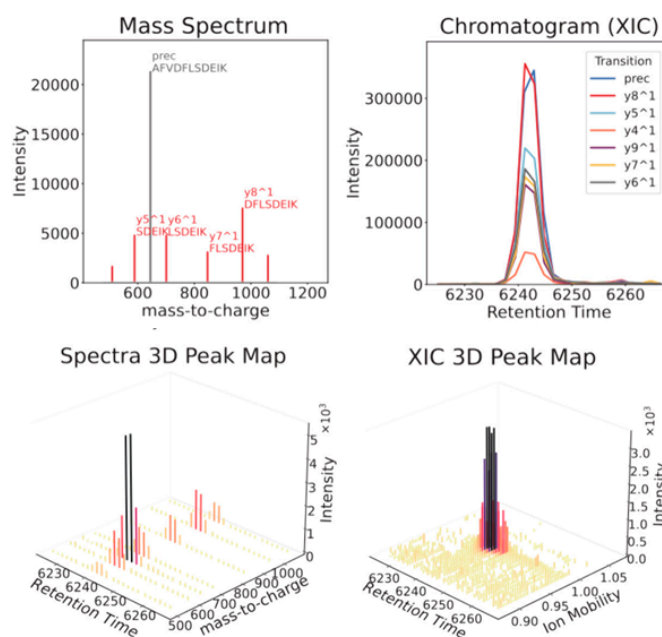 Mass Spectrum
prec
AFVDFLSDEIK
20000
15000
10000
5000
0
Intensity
y8^1
DFLSDEIK
y5^1
SDEIK
y6^1
LSDEIK
y7^1
FLSDEIK
600
800
1000
1200
mass-to-charge
Chromatogram (XIC)
300000
200000
100000
0
Intensity
Transition
prec
y8^1
y5^1
y4^1
y9^1
y7^1
y6^1
6230
6240
6250
6260
Retention Time
Spectra 3D Peak Map
×10³
5
4
3
2
1
0
Intensity
6230
6240
6250
6260
Retention Time
500
600
700
800
900
1000
mass-to-charge
XIC 3D Peak Map
×10³
3.0
2.5
2.0
1.5
1.0
0.5
0.0
Intensity
6230
6240
6250
6260
Retention Time
0.90
0.95
1.00
1.05
Ion Mobility